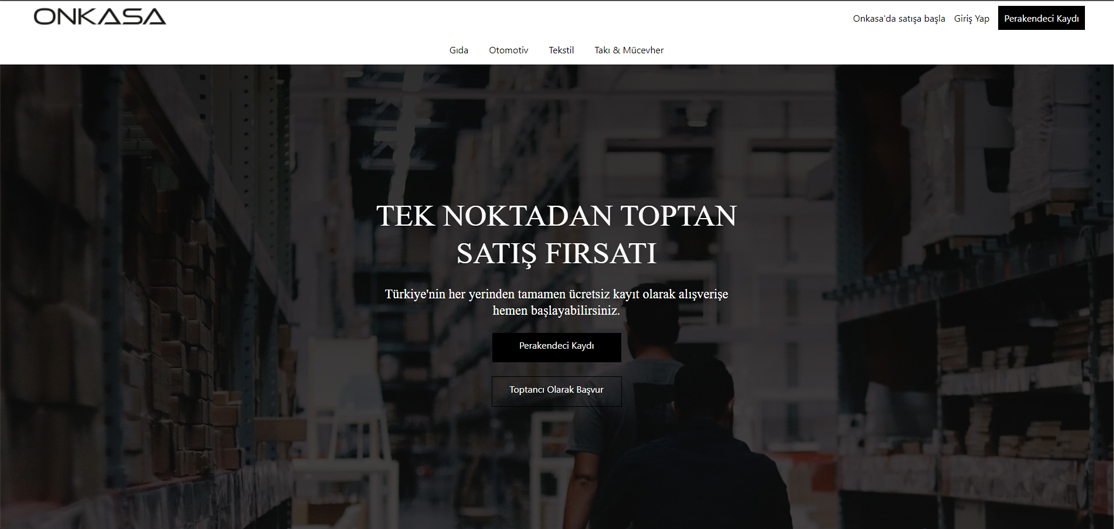 ONKASA
Onkasa'da satışa başla Giriş Yap Perakendeci Kaydı
Gıda Otomotiv Tekstil Takı & Mücevher
TEK NOKTADAN TOPTAN
SATIŞ FIRSATI
Türkiye'nin her yerinden tamamen ücretsiz kayıt olarak alışverişe
hemen başlayabilirsiniz.
Perakendeci Kaydı
Toptancı Olarak Başvur